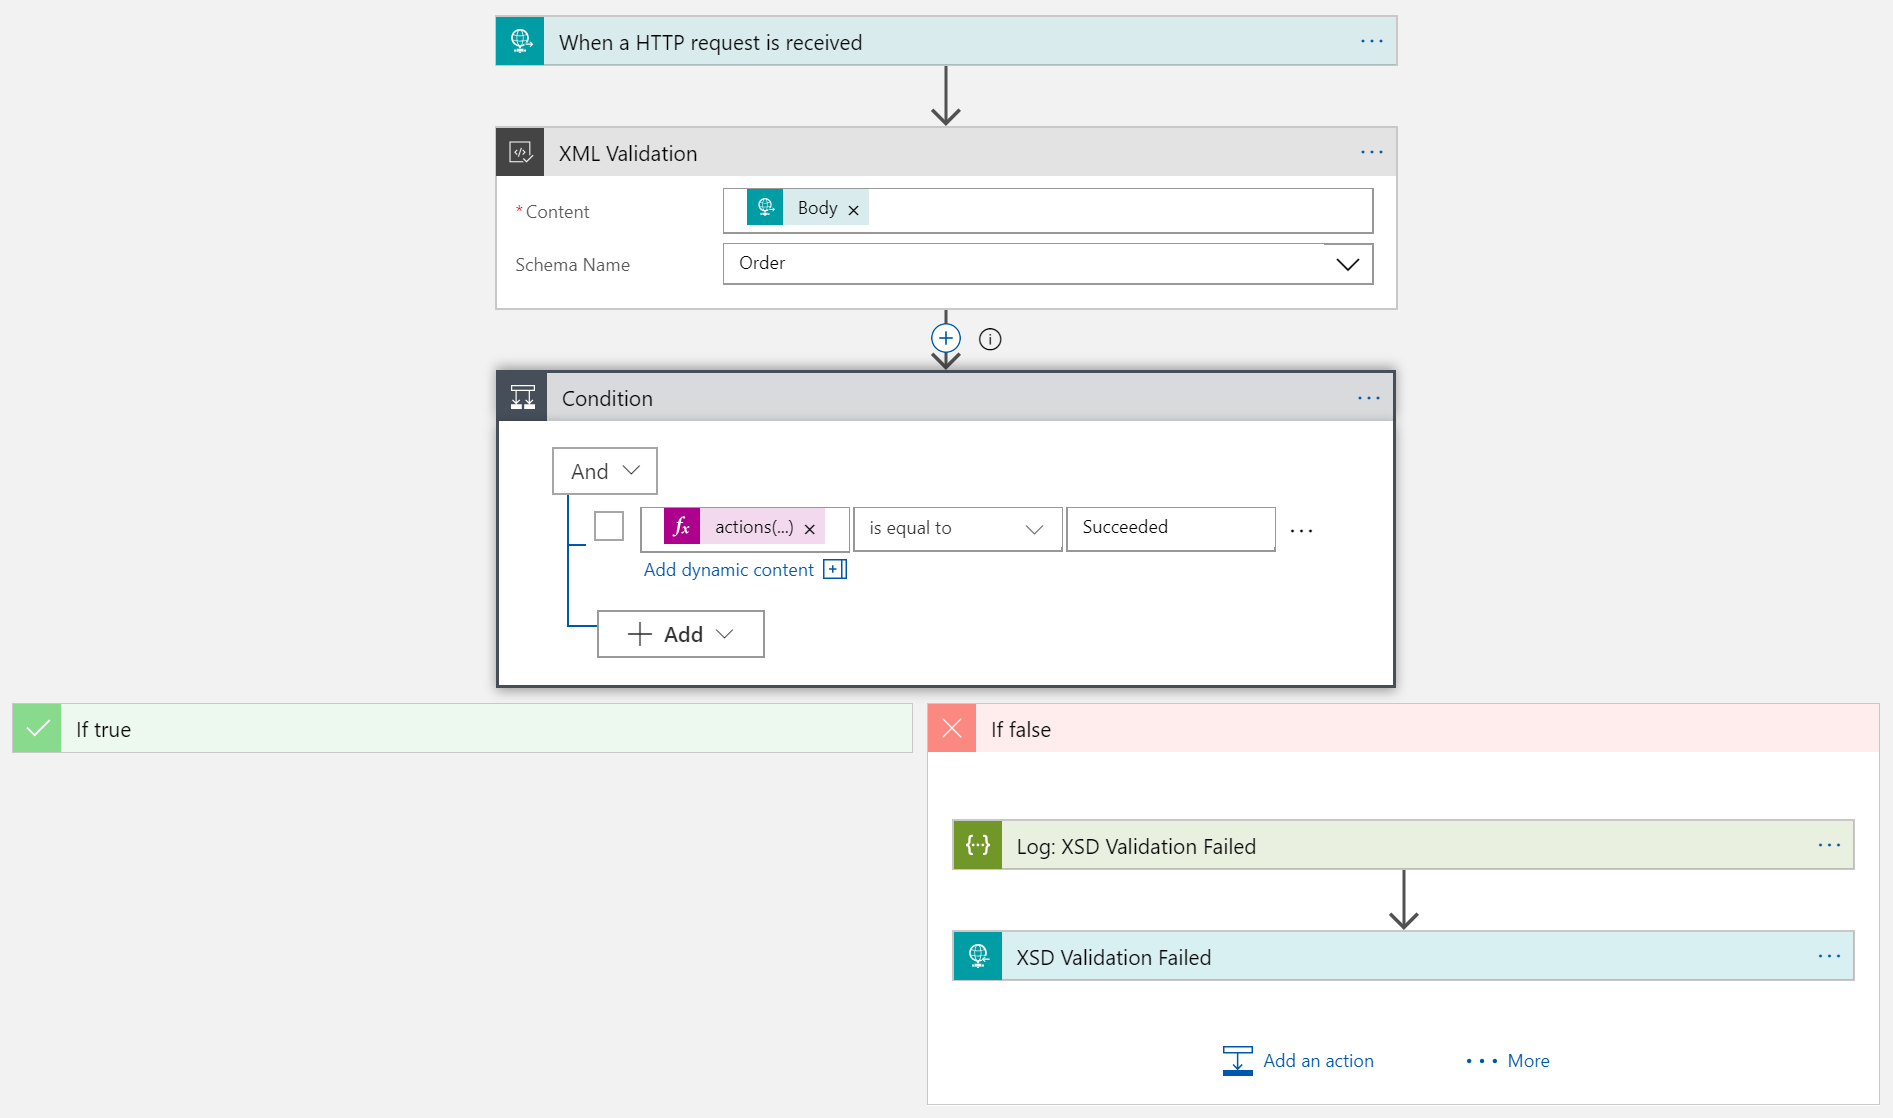 When a HTTP request is received
XML Validation
* Content
Body
Schema Name
Order
Condition
And
fx actions(...)
is equal to
Succeeded
Add dynamic content
Add
If true
If false
Log: XSD Validation Failed
XSD Validation Failed
Add an action
More